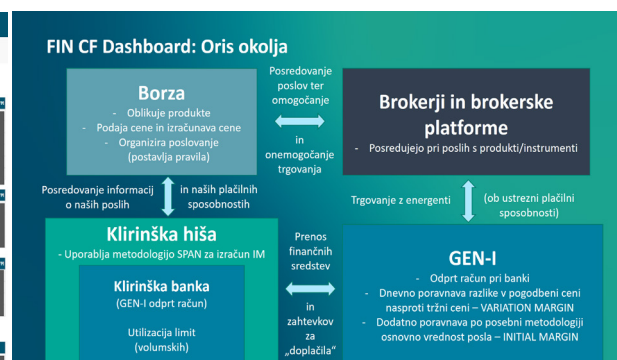 FIN CF Dashboard: Oris okolja
Borza
- Oblikuje produkte
- Podaja cene in izračunava cene
- Organizira poslovanje
(postavlja pravila)
Posredovanje
poslov ter
omogočanje
in
onemogočanje
trgovanja
Brokerji in brokerske
platforme
- Posredujejo pri poslih s produkti/instrumenti
Posredovanje informacij
o naših poslih
in naših plačilnih
sposobnostih
Trgovanje z energenti
(ob ustrezni plačilni
sposobnosti)
Klirinška hiša
- Uporablja metodologijo SPAN za izračun IM
Klirinška banka
(GEN-I odprt račun)
Utilizacija limit
(volumskih)
Prenos
finančnih
sredstev
in
zahtevkov
za
„doplačila“
GEN-I
- Odprt račun pri banki
- Dnevno poravnava razlike v pogodbeni ceni
nasproti tržni ceni – VARIATION MARGIN
- Dodatno poravnava po posebni metodologiji
osnovno vrednost posla – INITIAL MARGIN